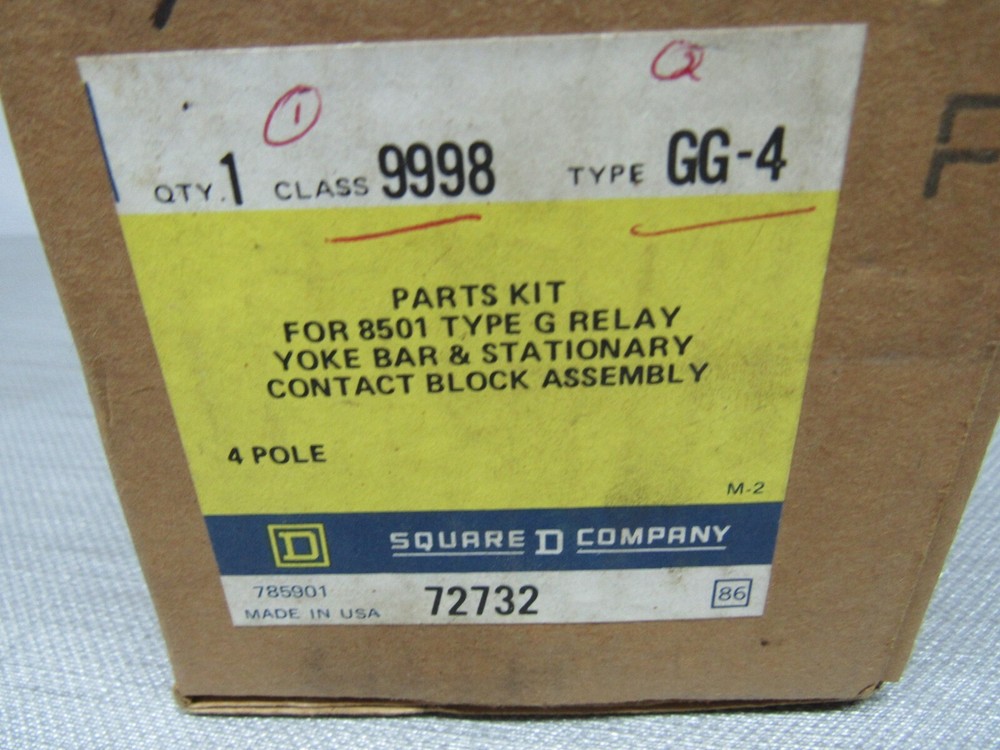 1
2
QTY. 1 CLASS 9998 TYPE GG-4
PARTS KIT
FOR 8501 TYPE G RELAY
YOKE BAR & STATIONARY
CONTACT BLOCK ASSEMBLY
4 POLE
M-2
D SQUARE D COMPANY
785901
MADE IN USA 72732 86
F